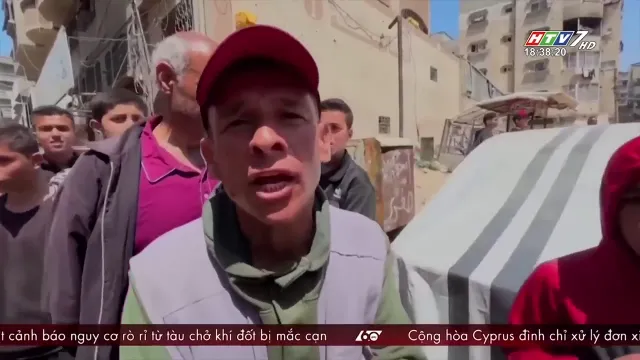 HTV7 HD
18:38:20
t cảnh báo nguy cơ rò rỉ từ tàu chở khí đốt bị mắc cạn
60
Cộng hòa Cyprus đình chỉ xử lý đơn x